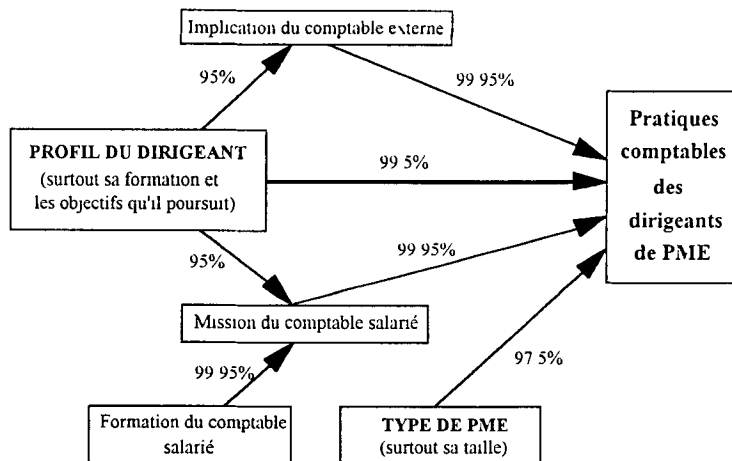 Implication du comptable externe
95%
99 95%
PROFIL DU DIRIGEANT
(surtout sa formation et
les objectifs qu'il poursuit)
99 5%
Pratiques
comptables
des
dirigeants
de PME
95%
99 95%
Mission du comptable salarié
99 95%
97 5%
Formation du comptable
salarié
TYPE DE PME
(surtout sa taille)